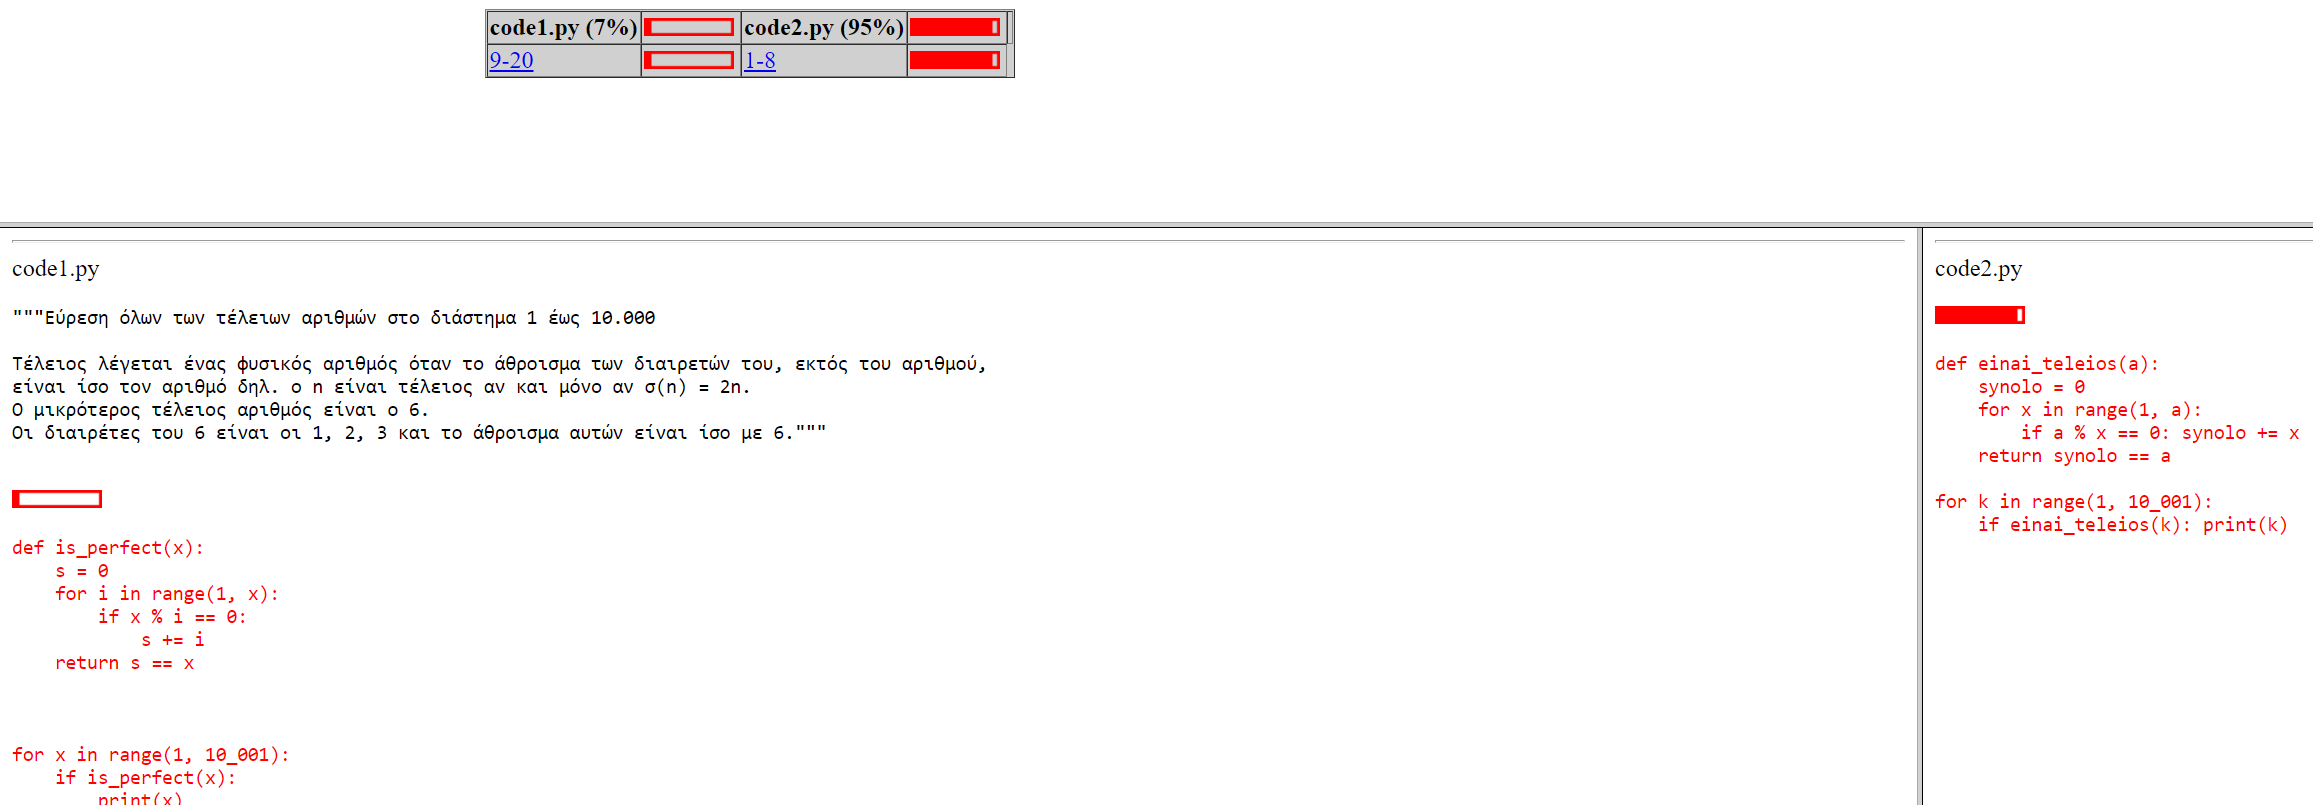 code1.py (7%) code2.py (95%)
9-20 1-8
code1.py
"""Εύρεση όλων των τέλειων αριθμών στο διάστημα 1 έως 10.000
Τέλειος λέγεται ένας φυσικός αριθμός όταν το άθροισμα των διαιρετών του, εκτός του αριθμού,
είναι ίσο τον αριθμό δηλ. ο n είναι τέλειος αν και μόνο αν σ(n) = 2n.
Ο μικρότερος τέλειος αριθμός είναι ο 6.
Οι διαιρέτες του 6 είναι οι 1, 2, 3 και το άθροισμα αυτών είναι ίσο με 6."""
def is_perfect(x):
    s = 0
    for i in range(1, x):
        if x % i == 0:
            s += i
    return s == x
for x in range(1, 10_001):
    if is_perfect(x):
        print(x)
code2.py
def einai_teleios(a):
    synolo = 0
    for x in range(1, a):
        if a % x == 0: synolo += x
    return synolo == a
for k in range(1, 10_001):
    if einai_teleios(k): print(k)